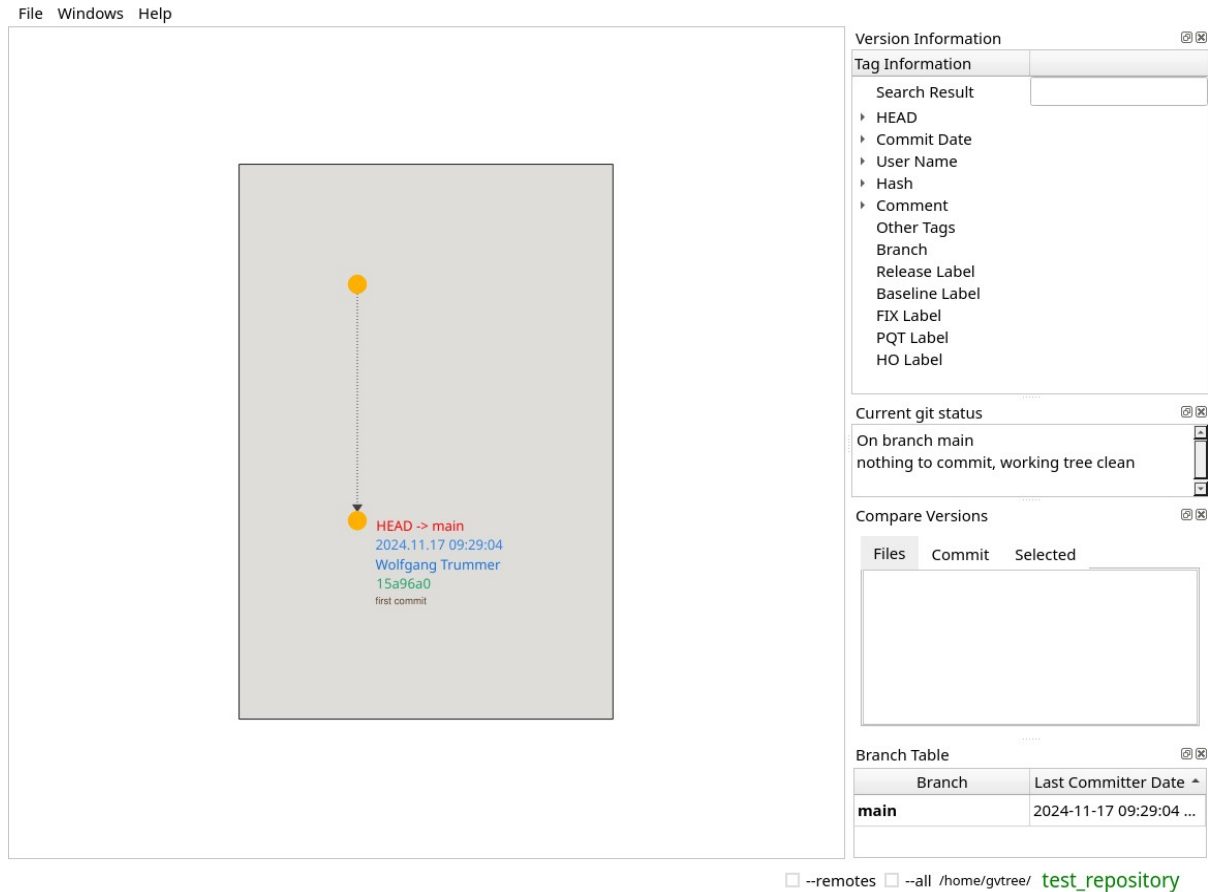 File Windows Help
HEAD -> main
2024.11.17 09:29:04
Wolfgang Trummer
15a96a0
first commit
Version Information
Tag Information
Search Result
HEAD
Commit Date
User Name
Hash
Comment
Other Tags
Branch
Release Label
Baseline Label
FIX Label
PQT Label
HO Label
Current git status
On branch main
nothing to commit, working tree clean
Compare Versions
Files Commit Selected
Branch Table
Branch Last Committer Date
main 2024-11-17 09:29:04 ...
--remotes --all /home/gvtree/ test_repository